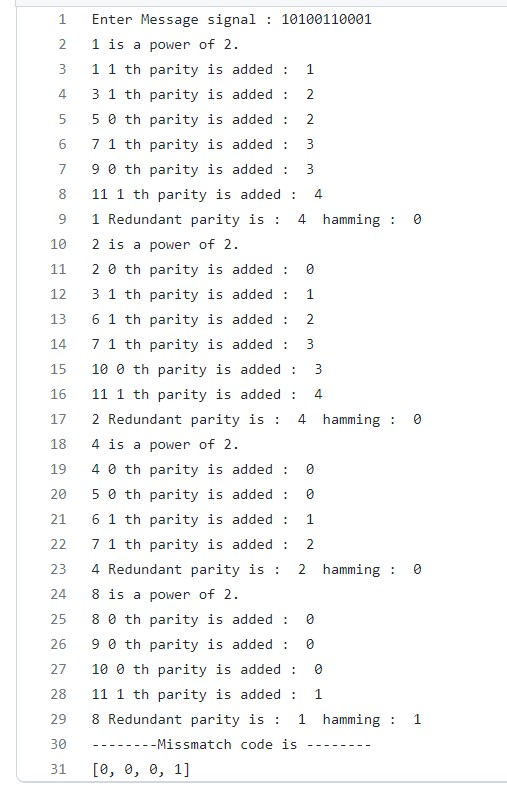 1 Enter Message signal : 10100110001
2 1 is a power of 2.
3 1 1 th parity is added :  1
4 3 1 th parity is added :  2
5 5 0 th parity is added :  2
6 7 1 th parity is added :  3
7 9 0 th parity is added :  3
8 11 1 th parity is added :  4
9 1 Redundant parity is :  4  hamming :  0
10 2 is a power of 2.
11 2 0 th parity is added :  0
12 3 1 th parity is added :  1
13 6 1 th parity is added :  2
14 7 1 th parity is added :  3
15 10 0 th parity is added :  3
16 11 1 th parity is added :  4
17 2 Redundant parity is :  4  hamming :  0
18 4 is a power of 2.
19 4 0 th parity is added :  0
20 5 0 th parity is added :  0
21 6 1 th parity is added :  1
22 7 1 th parity is added :  2
23 4 Redundant parity is :  2  hamming :  0
24 8 is a power of 2.
25 8 0 th parity is added :  0
26 9 0 th parity is added :  0
27 10 0 th parity is added :  0
28 11 1 th parity is added :  1
29 8 Redundant parity is :  1  hamming :  1
30 --------Missmatch code is --------
31 [0, 0, 0, 1]